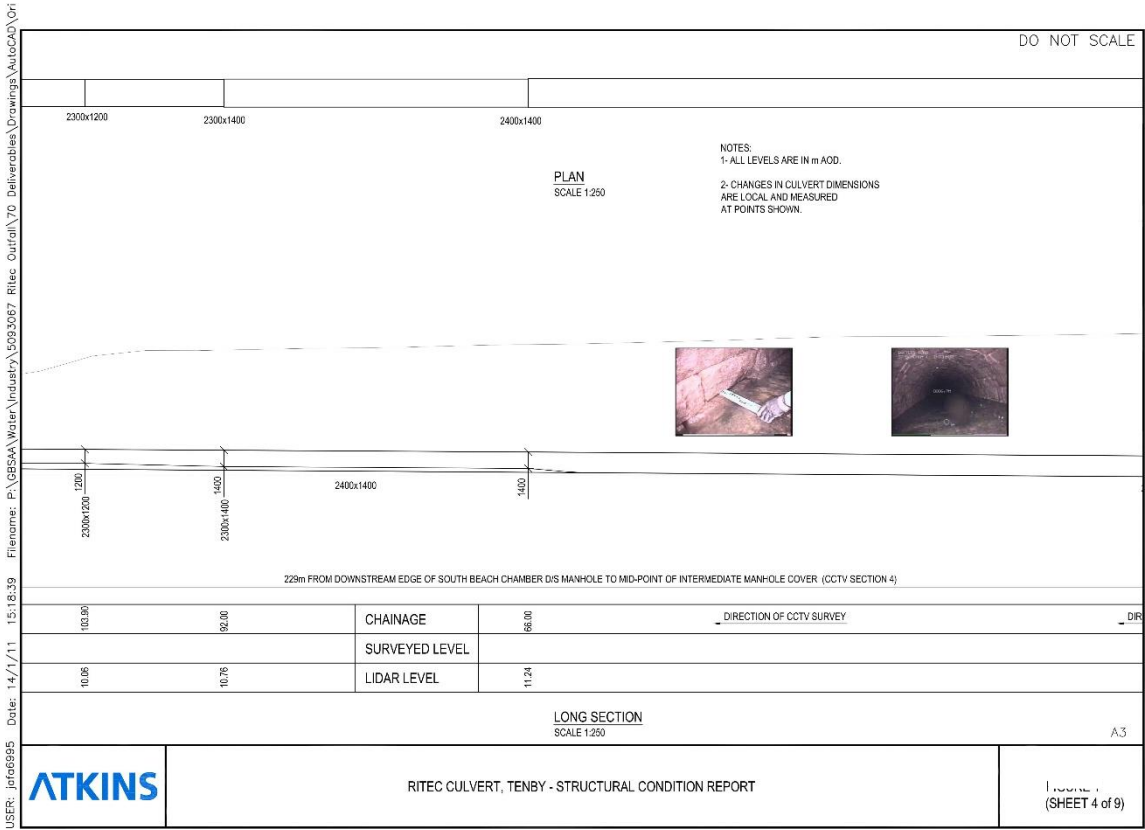 DO NOT SCALE
2300x1200
2300x1400
2400x1400
PLAN
SCALE 1:250
NOTES:
1- ALL LEVELS ARE IN m AOD.
2- CHANGES IN CULVERT DIMENSIONS
ARE LOCAL AND MEASURED
AT POINTS SHOWN.
1200
2300x1200
1400
2300x1400
2400x1400
1400
229m FROM DOWNSTREAM EDGE OF SOUTH BEACH CHAMBER D/S MANHOLE TO MID-POINT OF INTERMEDIATE MANHOLE COVER (CCTV SECTION 4)
103.90
92.00
CHAINAGE
66.00
DIRECTION OF CCTV SURVEY
DIR
SURVEYED LEVEL
10.06
10.76
LIDAR LEVEL
11.24
LONG SECTION
SCALE 1:250
A3
ATKINS
RITEC CULVERT, TENBY - STRUCTURAL CONDITION REPORT
(SHEET 4 of 9)
USER: jafa6995 Date: 14/1/11 15:18:39 Filename: P:\GBSAA\Water\Industry\5093067 Ritec Outfall\70 Deliverables\Drawings\AutoCAD\Ori